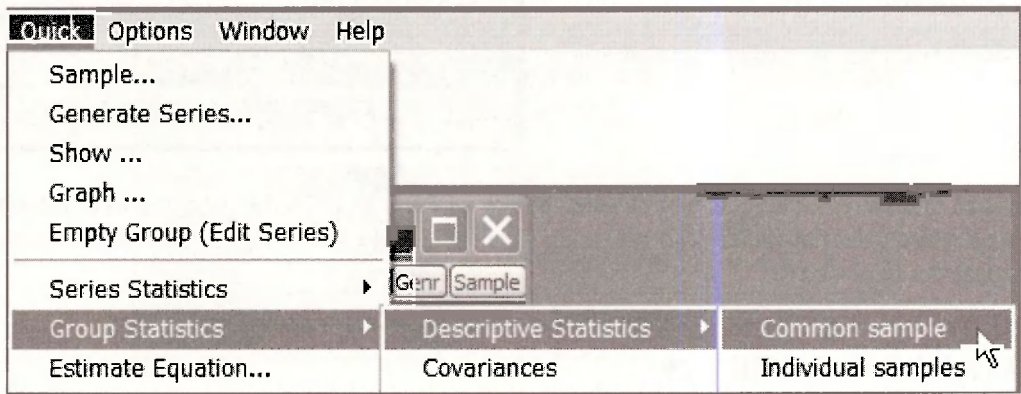 Quick Options Window Help
Sample...
Generate Series...
Show ...
Graph ...
Empty Group (Edit Series)
Genr Sample
Series Statistics
Group Statistics Descriptive Statistics Common sample
Estimate Equation... Covariances Individual samples